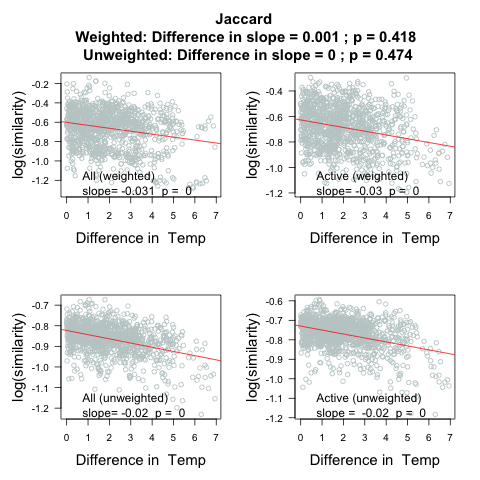 Jaccard
Weighted: Difference in slope = 0.001 ; p = 0.418
Unweighted: Difference in slope = 0 ; p = 0.474
log(similarity)
-0.2
-0.4
-0.6
-0.8
-1.0
-1.2
All (weighted)
slope= -0.031 p = 0
0 1 2 3 4 5 6 7
Difference in Temp
log(similarity)
-0.4
-0.6
-0.8
-1.0
-1.2
Active (weighted)
slope= -0.03 p = 0
0 1 2 3 4 5 6 7
Difference in Temp
log(similarity)
-0.7
-0.8
-0.9
-1.0
-1.1
-1.2
All (unweighted)
slope= -0.02 p = 0
0 1 2 3 4 5 6 7
Difference in Temp
log(similarity)
-0.6
-0.7
-0.8
-0.9
-1.0
-1.1
-1.2
Active (unweighted)
slope = -0.02 p = 0
0 1 2 3 4 5 6 7
Difference in Temp